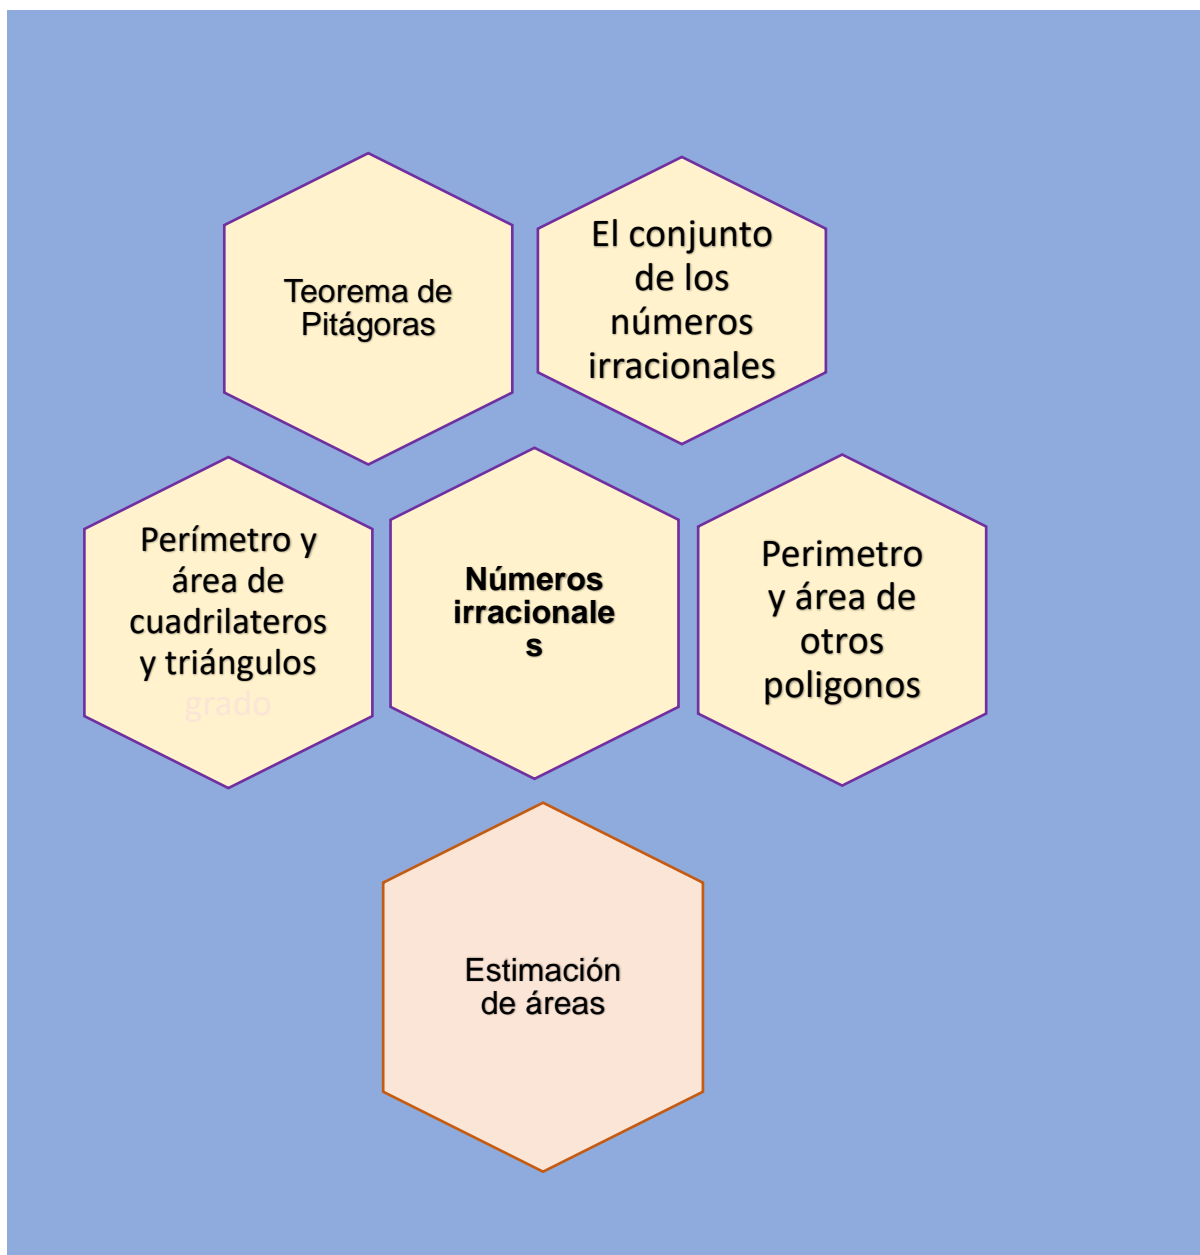 Teorema de
Pitágoras
El conjunto
de los
números
irracionales
Perímetro y
área de
cuadrilateros
y triángulos
grado
Números
irracionale
s
Perimetro
y área de
otros
poligonos
Estimación
de áreas